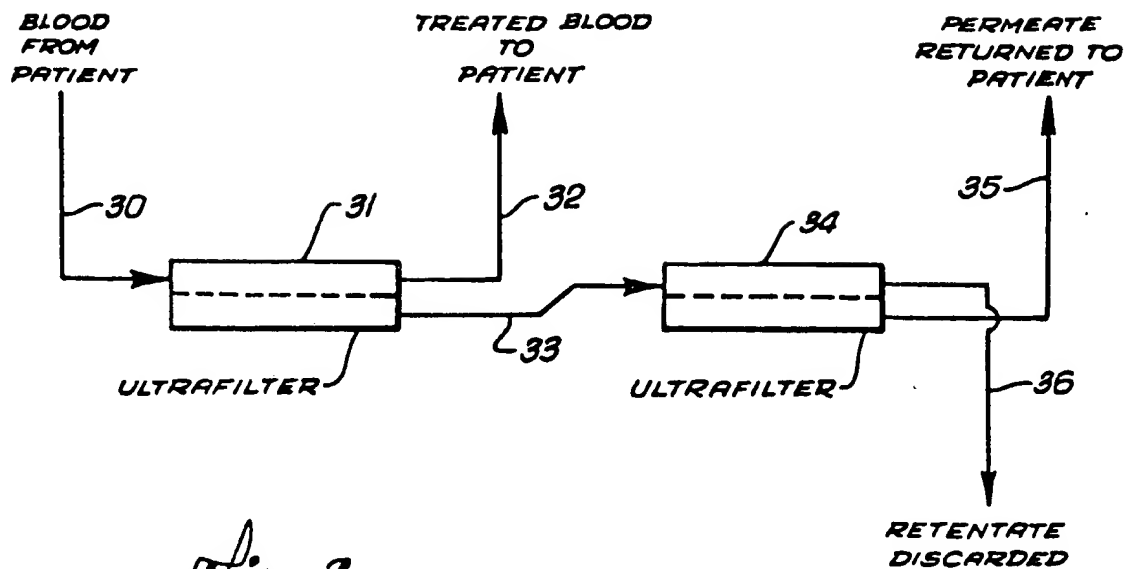 BLOOD
FROM
PATIENT
TREATED BLOOD
TO
PATIENT
PERMEATE
RETURNED TO
PATIENT
30
31
32
33
34
35
36
ULTRAFILTER
ULTRAFILTER
RETENTATE
DISCARDED